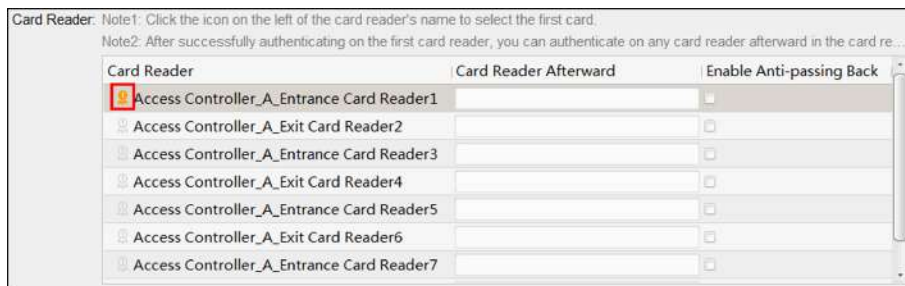 Card Reader: Note1: Click the icon on the left of the card reader's name to select the first card.
Note2: After successfully authenticating on the first card reader, you can authenticate on any card reader afterward in the card re...
Card Reader Card Reader Afterward Enable Anti-passing Back
Access Controller_A_Entrance Card Reader1
Access Controller_A_Exit Card Reader2
Access Controller_A_Entrance Card Reader3
Access Controller_A_Exit Card Reader4
Access Controller_A_Entrance Card Reader5
Access Controller_A_Exit Card Reader6
Access Controller_A_Entrance Card Reader7